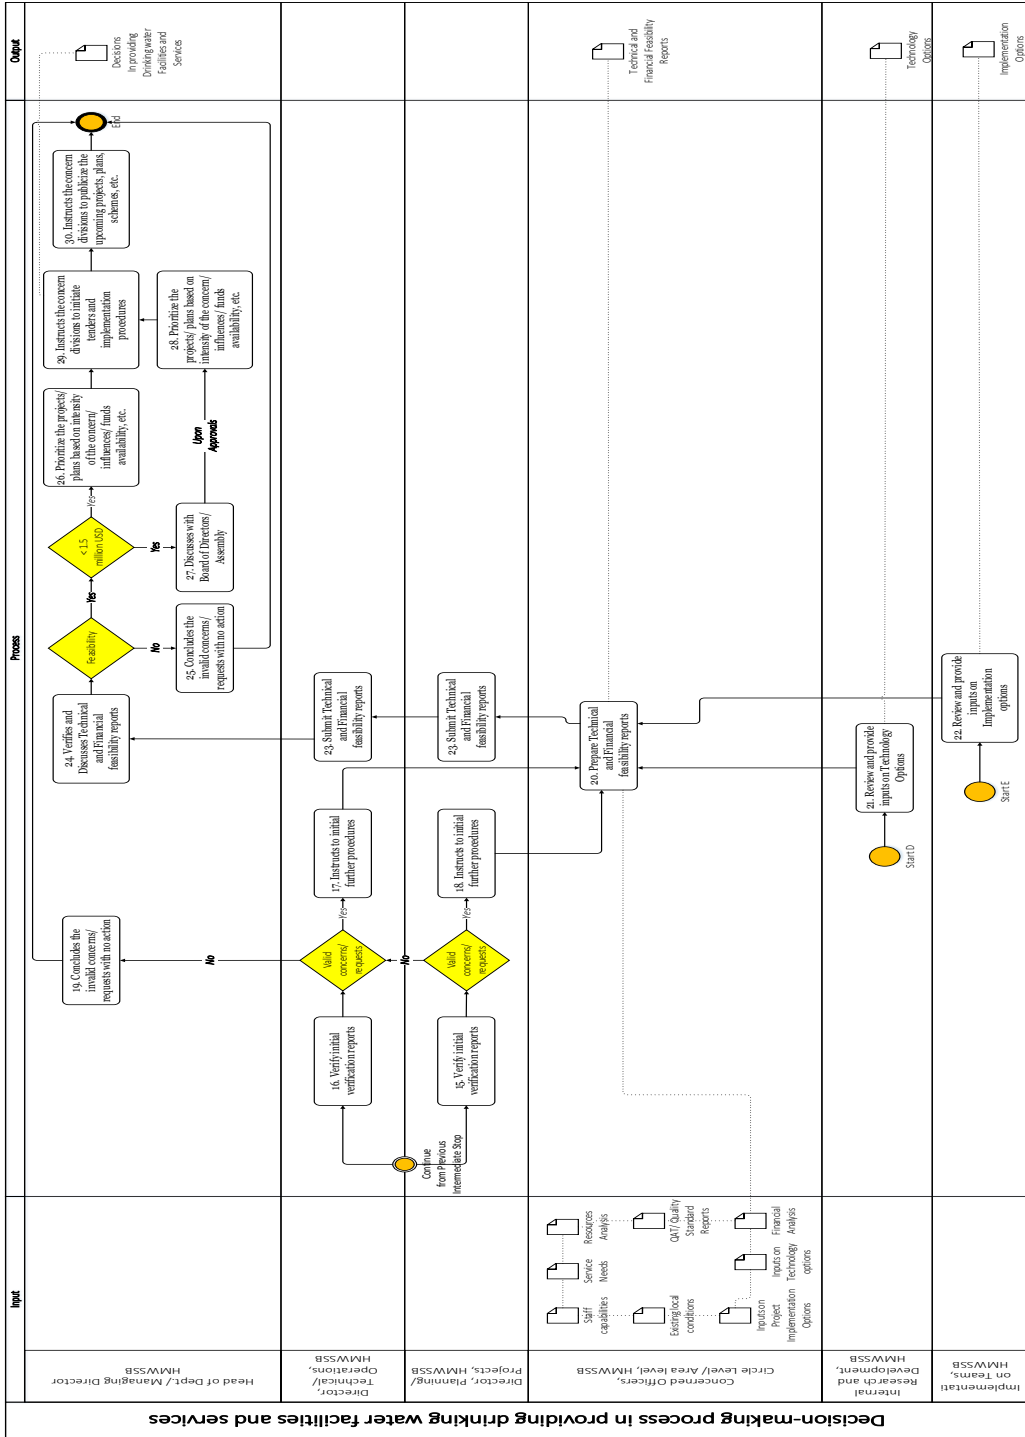 Decision-making process in providing drinking water facilities and services
Input
Process
Output
Head of Dept./ Managing Director
HMWSSB
Director,
Technical/
Operations,
HMWSSB
Director, Planning/
Projects, HMWSSB
Concerned Officers,
Circle Level/ Area level, HMWSSB
Internal
Research and
Development,
HMWSSB
Implementati
on Teams,
HMWSSB
Staff
capabilities
Service
Needs
Resources
Analysis
Existing local
conditions
QAT/ Quality
Standard
Reports
Inputs on
Project
Implementation
Options
Inputs on
Technology
options
Financial
Analysis
Continue
from Previous
Intermediate Stop
15. Verify initial
verification reports
16. Verify initial
verification reports
Valid
concerns/
requests
Valid
concerns/
requests
No
No
Yes
Yes
17. Instructs to initial
further procedures
18. Instructs to initial
further procedures
19. Concludes the
invalid concerns/
requests with no action
20. Prepare Technical
and Financial
feasibility reports
Start D
21. Review and provide
inputs on Technology
Options
Start E
22. Review and provide
inputs on
Implementation
options
23. Submit Technical
and Financial
feasibility reports
23. Submit Technical
and Financial
feasibility reports
24. Verifies and
Discusses Technical
and Financial
feasibility reports
Feasibility
No
Yes
25. Concludes the
invalid concerns/
requests with no action
< 1.5
million USD
Yes
Yes
26. Prioritize the projects/
plans based on intensity
of the concern/
influences/ funds
availability, etc.
27. Discusses with
Board of Directors/
Assembly
Upon
Approvals
28. Prioritize the
projects/ plans based on
intensity of the concern/
influences/ funds
availability, etc.
29. Instructs the concern
divisions to initiate
tenders and
implementation
procedures
30. Instructs the concern
divisions to publicize the
upcoming projects, plans,
schemes, etc.
End
Decisions
In providing
Drinking water
Facilities and
Services
Technical and
Financial Feasibility
Reports
Technology
Options
Implementation
Options